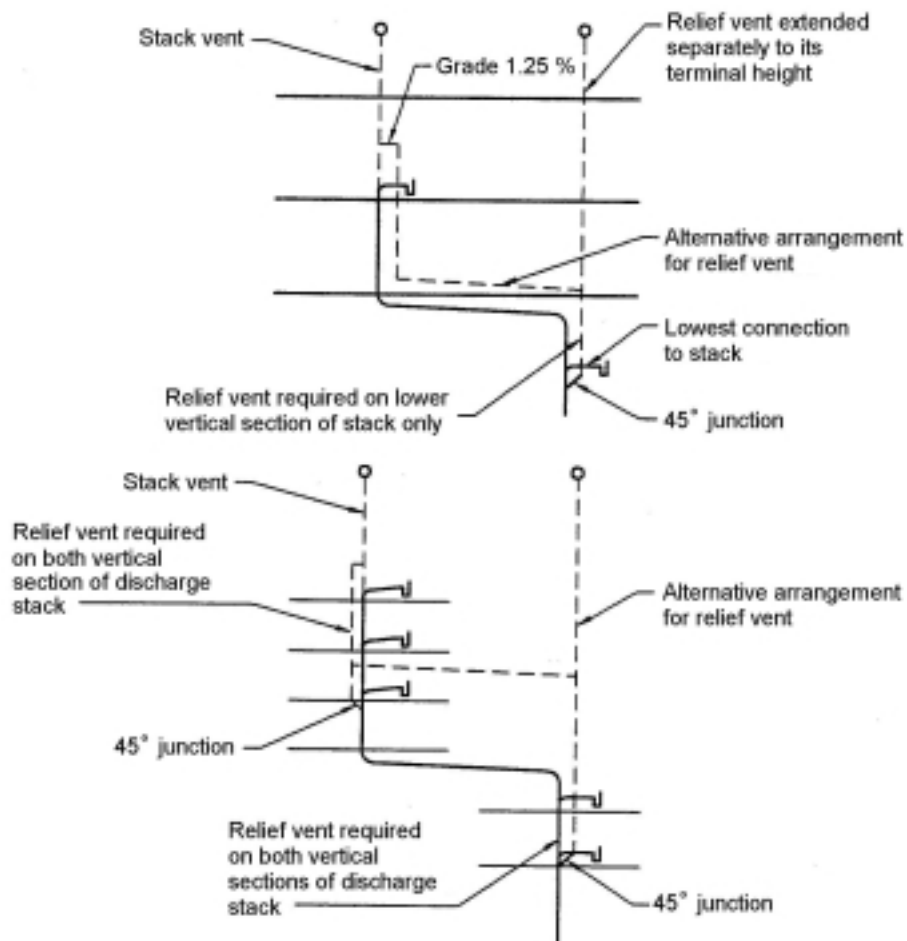 Stack vent
Grade 1.25 %
Relief vent extended
separately to its
terminal height
Alternative arrangement
for relief vent
Lowest connection
to stack
Relief vent required on lower
vertical section of stack only
45° junction
Stack vent
Relief vent required
on both vertical
section of discharge
stack
Alternative arrangement
for relief vent
45° junction
Relief vent required
on both vertical
sections of discharge
stack
45° junction